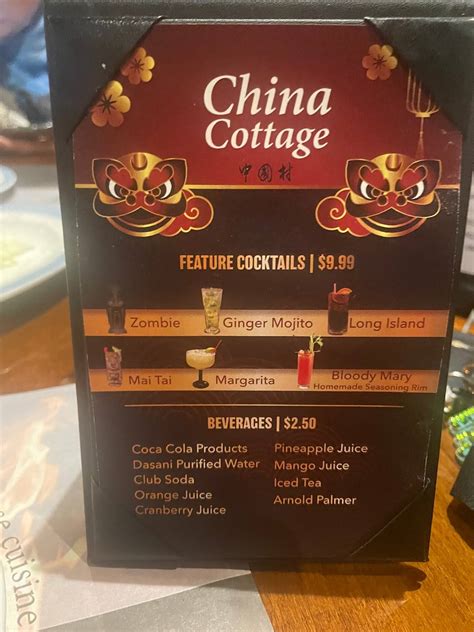 China
Cottage
中國村
FEATURE COCKTAILS | $9.99
Zombie
Ginger Mojito
Long Island
Mai Tai
Margarita
Bloody Mary
Homemade Seasoning Rim
BEVERAGES | $2.50
Coca Cola Products
Dasani Purified Water
Club Soda
Orange Juice
Cranberry Juice
Pineapple Juice
Mango Juice
Iced Tea
Arnold Palmer
cuisine